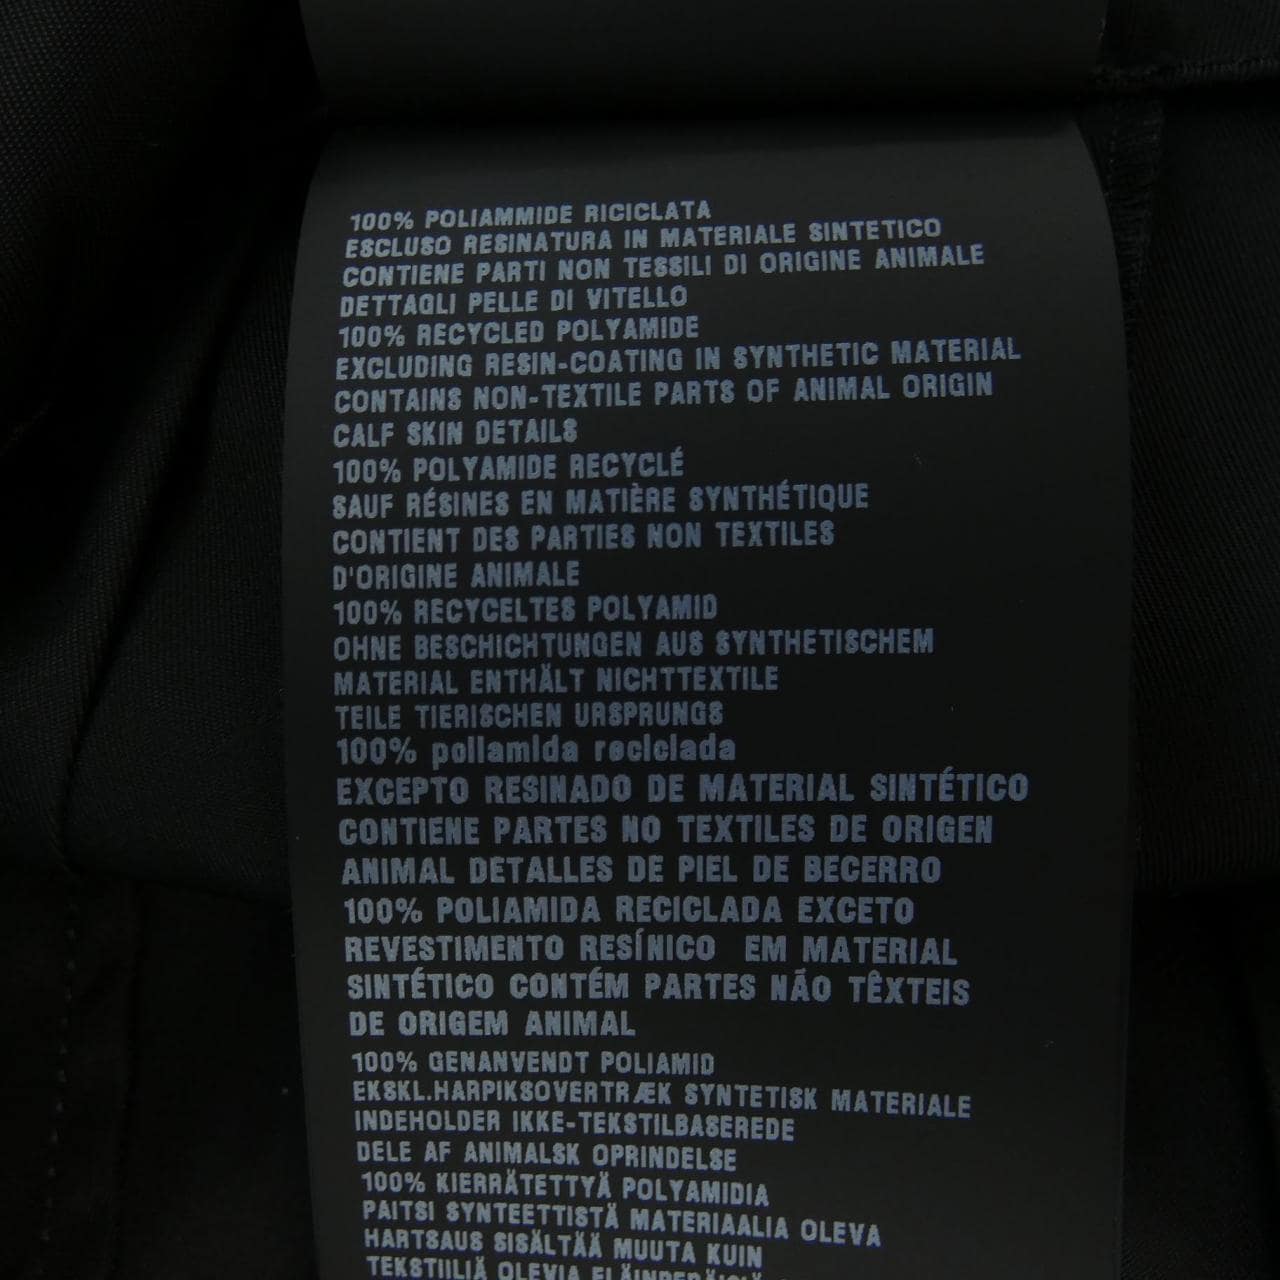 100% POLIAMMIDE RICICLATA
ESCLUSO RESINATURA IN MATERIALE SINTETICO
CONTIENE PARTI NON TESSILI DI ORIGINE ANIMALE
DETTAGLI PELLE DI VITELLO
100% RECYCLED POLYAMIDE
EXCLUDING RESIN-COATING IN SYNTHETIC MATERIAL
CONTAINS NON-TEXTILE PARTS OF ANIMAL ORIGIN
CALF SKIN DETAILS
100% POLYAMIDE RECYCLÉ
SAUF RÉSINES EN MATIÈRE SYNTHÉTIQUE
CONTIENT DES PARTIES NON TEXTILES
D'ORIGINE ANIMALE
100% RECYCELTES POLYAMID
OHNE BESCHICHTUNGEN AUS SYNTHETISCHEM
MATERIAL ENTHÄLT NICHTTEXTILE
TEILE TIERISCHEN URSPRUNGS
100% poliamida reciclada
EXCEPTO RESINADO DE MATERIAL SINTÉTICO
CONTIENE PARTES NO TEXTILES DE ORIGEN
ANIMAL DETALLES DE PIEL DE BECERRO
100% POLIAMIDA RECICLADA EXCETO
REVESTIMENTO RESÍNICO EM MATERIAL
SINTÉTICO CONTÉM PARTES NÃO TÊXTEIS
DE ORIGEM ANIMAL
100% GENANVENDT POLIAMID
EKSKL.HARPIKSOVERTRÆK SYNTETISK MATERIALE
INDEHOLDER IKKE-TEKSTILBASEREDE
DELE AF ANIMALSK OPRINDELSE
100% KIERRÄTETTYÄ POLYAMIDIA
PAITSI SYNTEETTISTÄ MATERIAALIA OLEVA
HARTSAUS SISÄLTÄÄ MUUTA KUIN
TEKSTIILIÄ OLEVIA